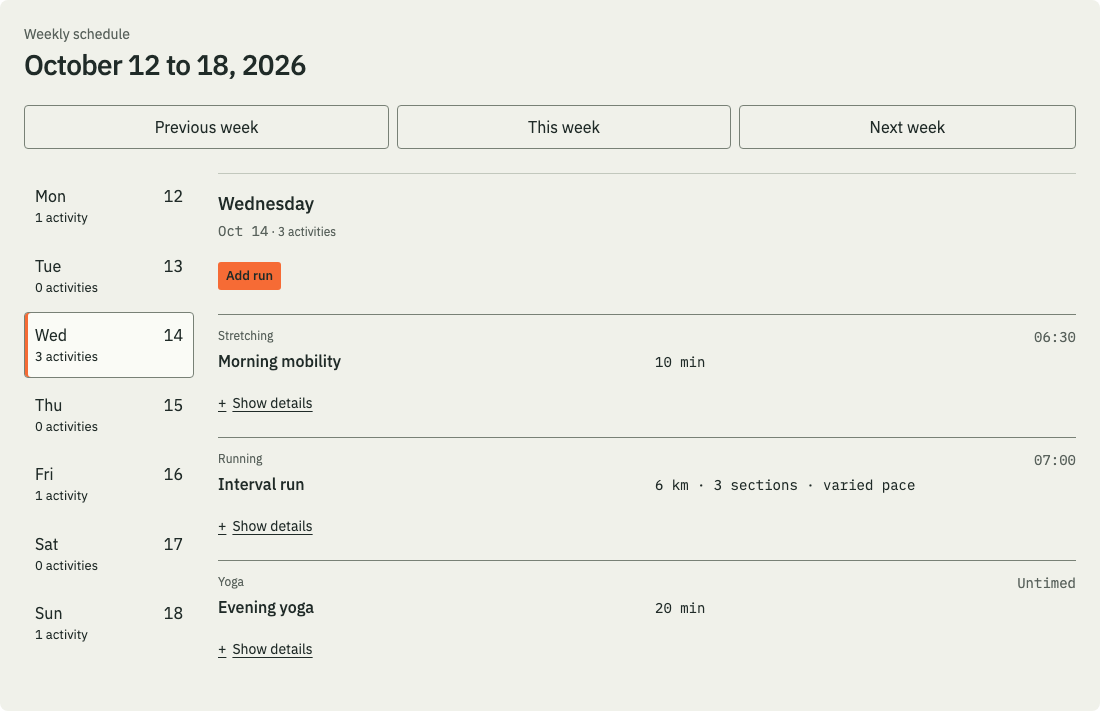 Weekly schedule
October 12 to 18, 2026
Previous week
This week
Next week
Mon 12
1 activity
Tue 13
0 activities
Wed 14
3 activities
Thu 15
0 activities
Fri 16
1 activity
Sat 17
0 activities
Sun 18
1 activity
Wednesday
Oct 14 · 3 activities
Add run
Stretching
06:30
Morning mobility
10 min
+ Show details
Running
07:00
Interval run
6 km · 3 sections · varied pace
+ Show details
Yoga
Untimed
Evening yoga
20 min
+ Show details